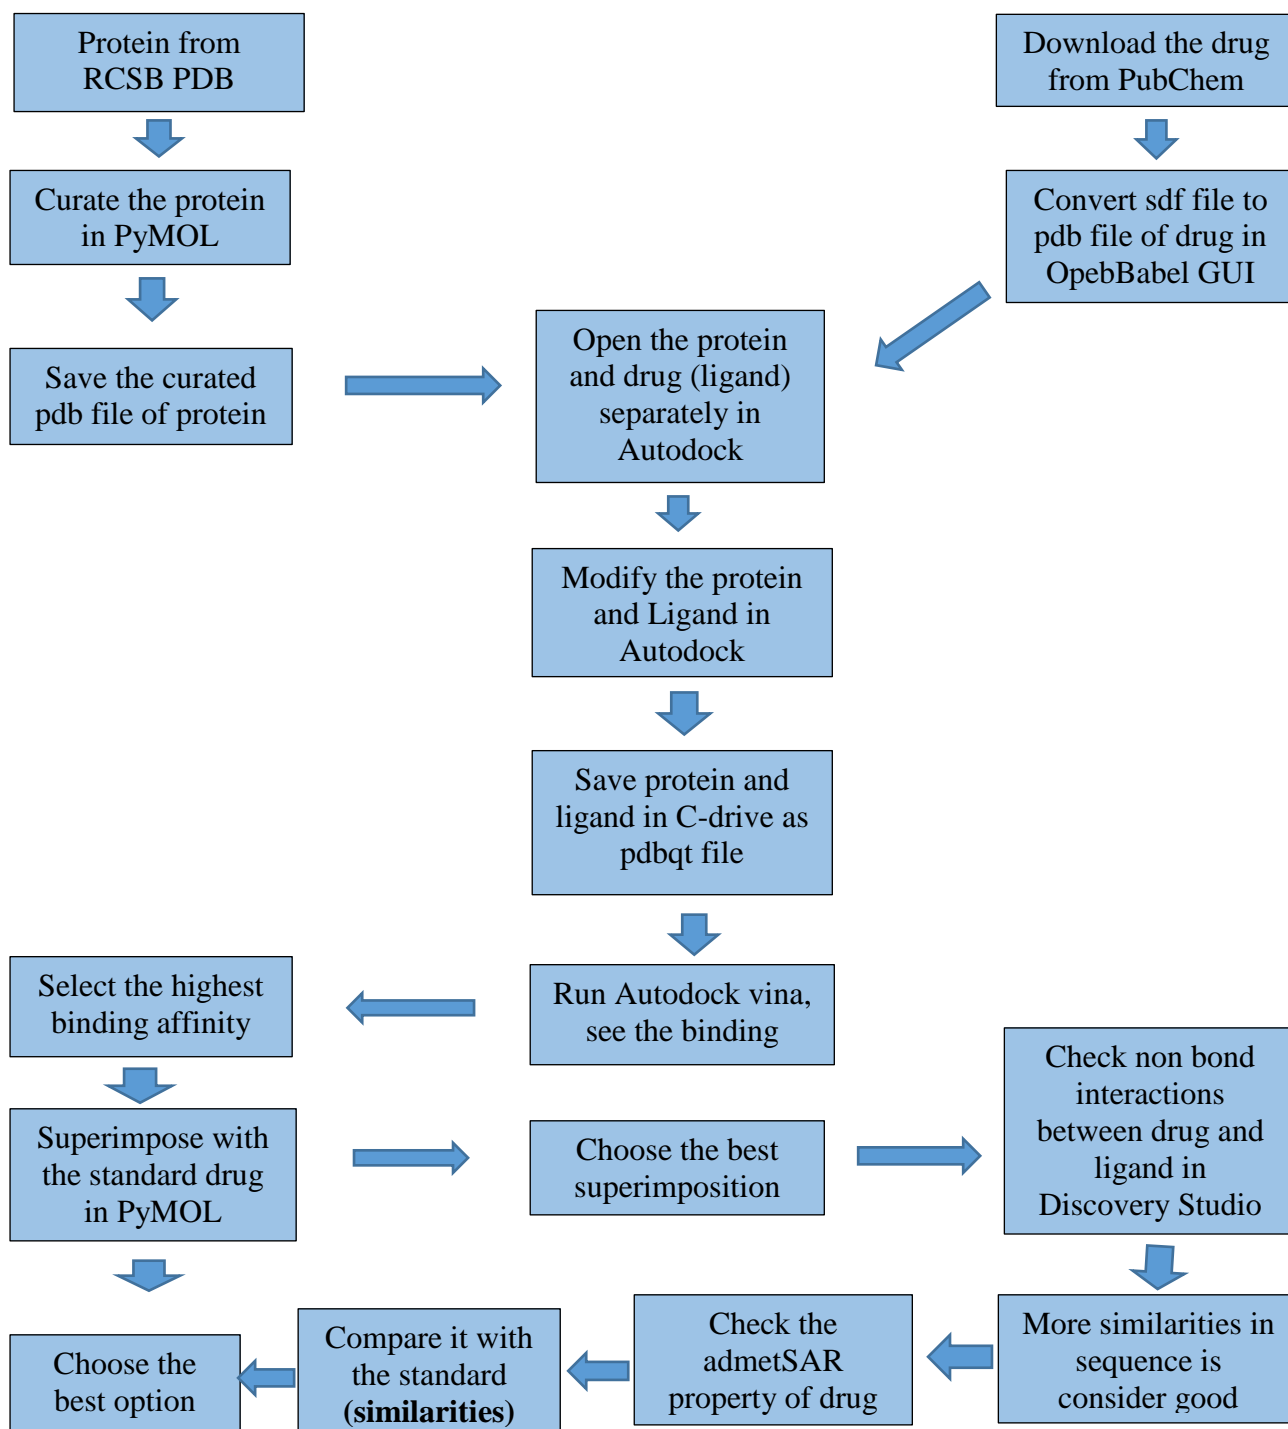 Protein from
RCSB PDB
Download the drug
from PubChem
Curate the protein
in PyMOL
Convert sdf file to
pdb file of drug in
OpebBabel GUI
Save the curated
pdb file of protein
Open the protein
and drug (ligand)
separately in
Autodock
Modify the protein
and Ligand in
Autodock
Save protein and
ligand in C-drive as
pdbqt file
Run Autodock vina,
see the binding
Select the highest
binding affinity
Superimpose with
the standard drug
in PyMOL
Choose the best
superimposition
Check non bond
interactions
between drug and
ligand in
Discovery Studio
More similarities in
sequence is
consider good
Check the
admetSAR
property of drug
Compare it with
the standard
(similarities)
Choose the
best option